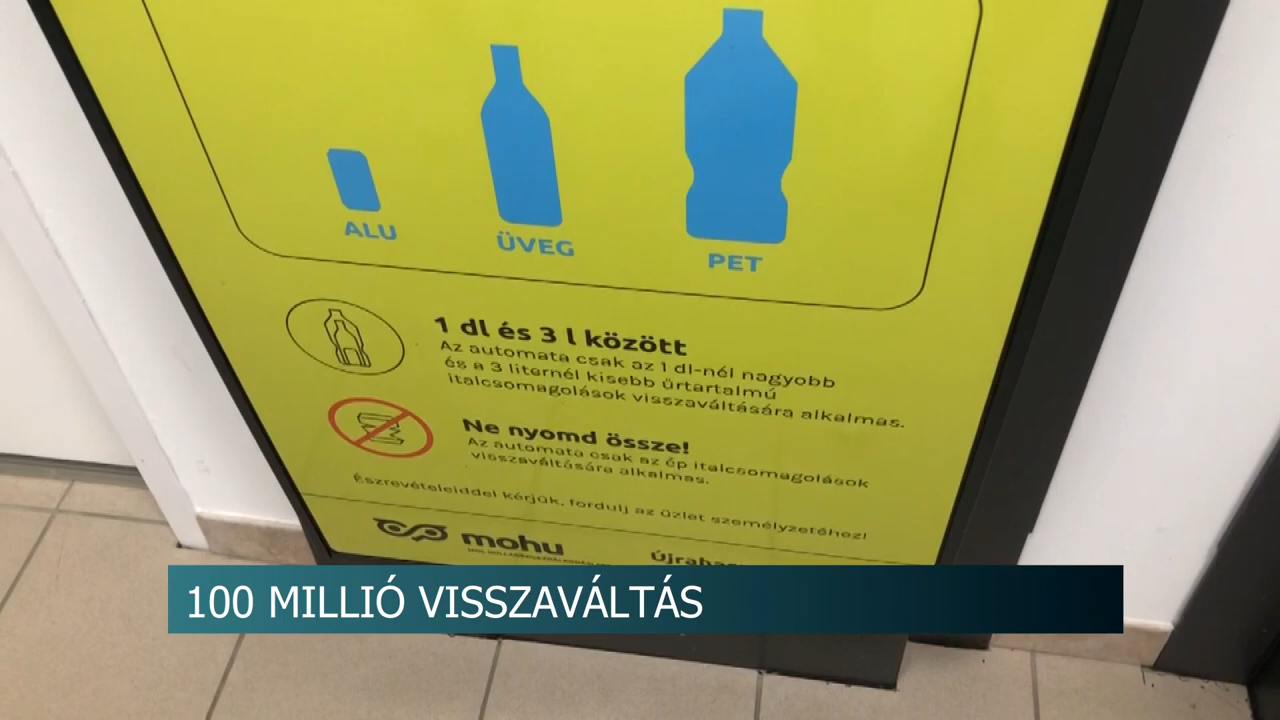 ALU
ÜVEG
PET
1 dl és 3 l között
Az automata csak az 1 dl-nél nagyobb
és a 3 liternél kisebb űrtartalmú
italcsomagolások visszaváltására alkalmas.
Ne nyomd össze!
Az automata csak az ép italcsomagolások
visszaváltására alkalmas.
Észrevételeiddel kérjük, fordulj az üzlet személyzetéhez!
mohu
100 MILLIÓ VISSZAVÁLTÁS